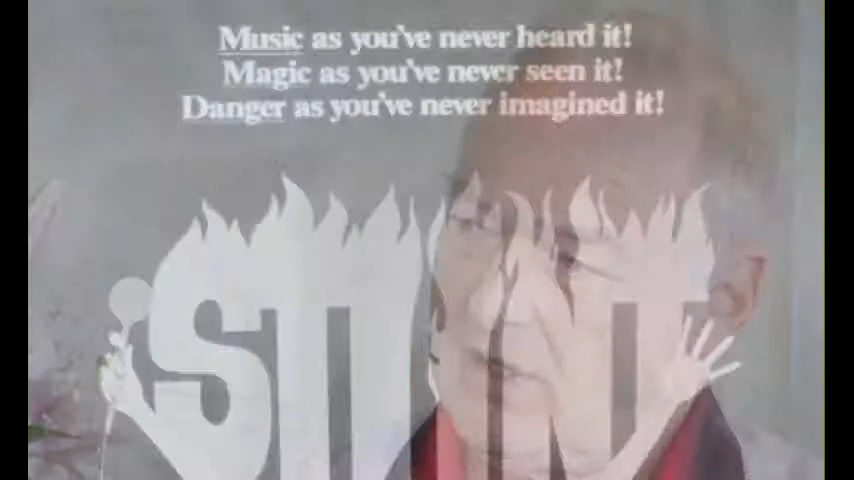 Music as you've never heard it!
Magic as you've never seen it!
Danger as you've never imagined it!
STUNT